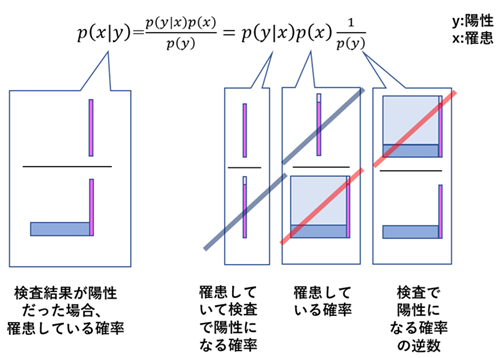 p(x|y)=p(y|x)p(x)/p(y) = p(y|x)p(x) 1/p(y)
y:陽性
x:罹患
検査結果が陽性
だった場合、
罹患している確率
罹患して
いて検査
で陽性に
なる確率
罹患して
いる確率
検査で
陽性に
なる確率
の逆数